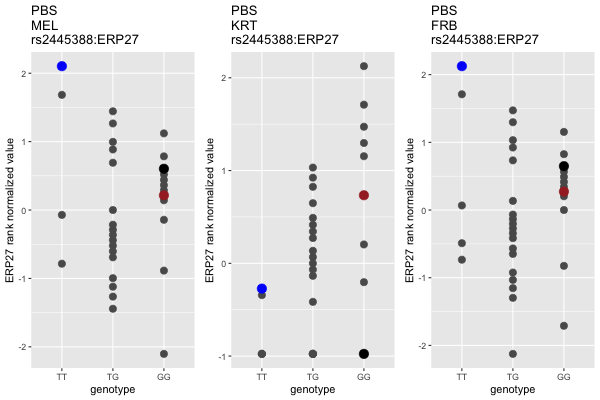 PBS
MEL
rs2445388:ERP27
ERP27 rank normalized value
2
1
0
-1
-2
TT
TG
GG
genotype
PBS
KRT
rs2445388:ERP27
ERP27 rank normalized value
2
1
0
-1
TT
TG
GG
genotype
PBS
FRB
rs2445388:ERP27
ERP27 rank normalized value
2
1
0
-1
-2
TT
TG
GG
genotype